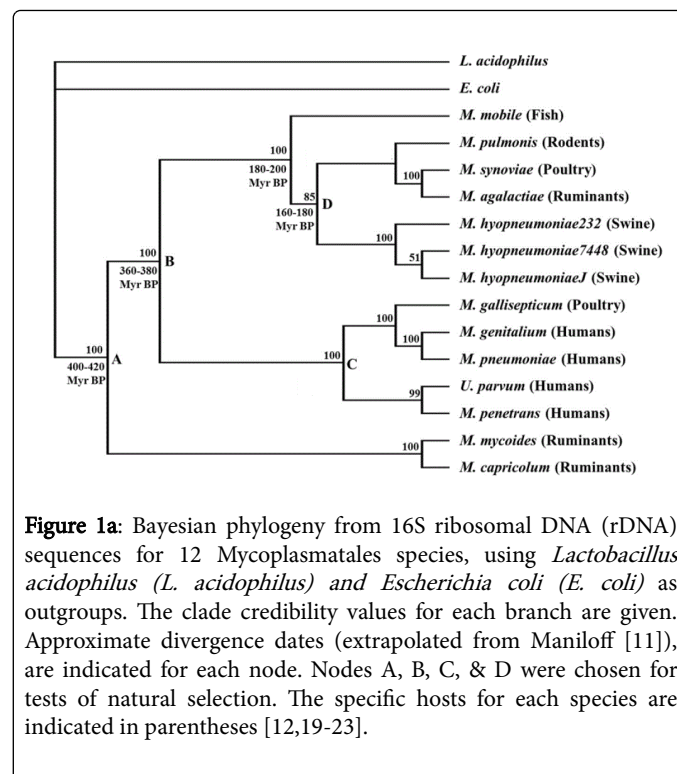 L. acidophilus
E. coli
M. mobile (Fish)
100
180-200
Myr BP
M. pulmonis (Rodents)
M. synoviae (Poultry)
100
M. agalactiae (Ruminants)
85
D
160-180
Myr BP
M. hyopneumoniae232 (Swine)
100
M. hyopneumoniae7448 (Swine)
51
M. hyopneumoniaeJ (Swine)
100
B
360-380
Myr BP
M. gallisepticum (Poultry)
100
M. genitalium (Humans)
100
M. pneumoniae (Humans)
100
C
U. parvum (Humans)
99
M. penetrans (Humans)
100
A
400-420
Myr BP
M. mycoides (Ruminants)
100
M. capricolum (Ruminants)
Figure 1a: Bayesian phylogeny from 16S ribosomal DNA (rDNA)
sequences for 12 Mycoplasmatales species, using Lactobacillus
acidophilus (L. acidophilus) and Escherichia coli (E. coli) as
outgroups. The clade credibility values for each branch are given.
Approximate divergence dates (extrapolated from Maniloff [11]),
are indicated for each node. Nodes A, B, C, & D were chosen for
tests of natural selection. The specific hosts for each species are
indicated in parentheses [12,19-23].